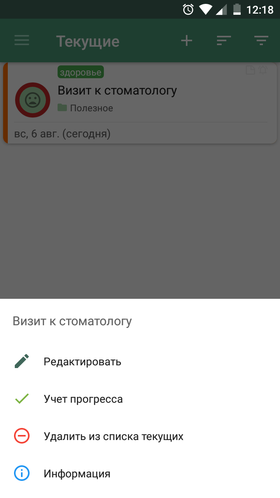 12:18
Текущие
здоровье
Визит к стоматологу
Полезное
вс, 6 авг. (сегодня)
Визит к стоматологу
Редактировать
Учет прогресса
Удалить из списка текущих
Информация